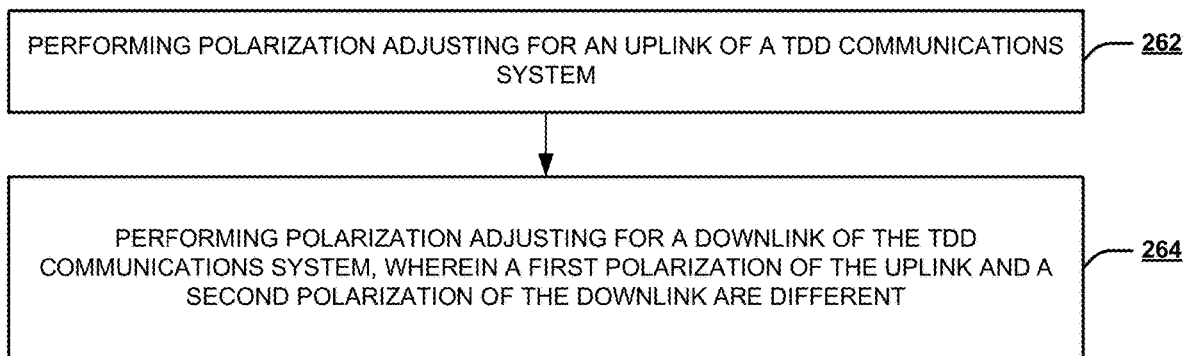 PERFORMING POLARIZATION ADJUSTING FOR AN UPLINK OF A TDD COMMUNICATIONS
SYSTEM
262
PERFORMING POLARIZATION ADJUSTING FOR A DOWNLINK OF THE TDD
COMMUNICATIONS SYSTEM, WHEREIN A FIRST POLARIZATION OF THE UPLINK AND A
SECOND POLARIZATION OF THE DOWNLINK ARE DIFFERENT
264